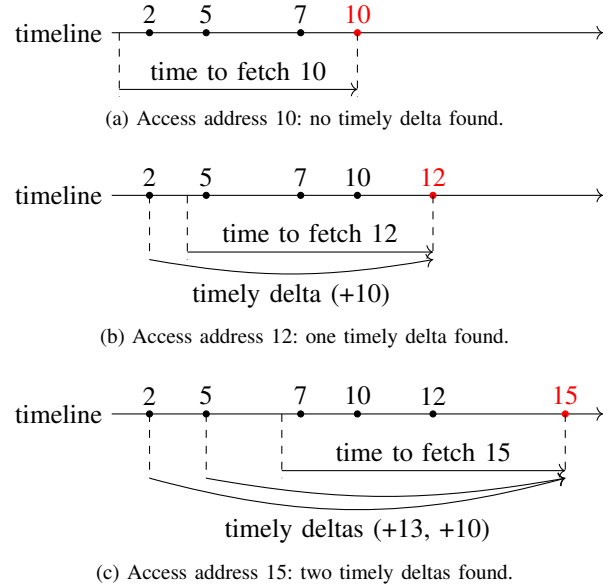 2 5 7 10
timeline
time to fetch 10
(a) Access address 10: no timely delta found.
2 5 7 10 12
timeline
time to fetch 12
timely delta (+10)
(b) Access address 12: one timely delta found.
2 5 7 10 12 15
timeline
time to fetch 15
timely deltas (+13, +10)
(c) Access address 15: two timely deltas found.